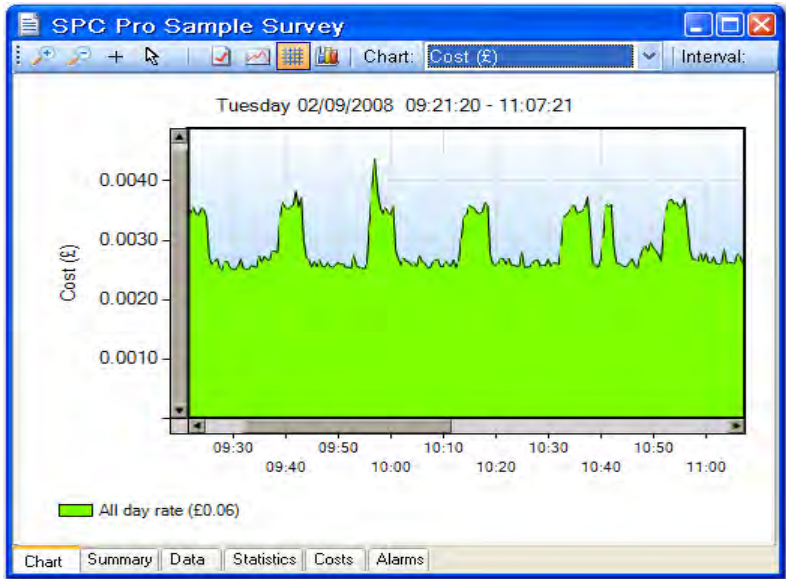 SPC Pro Sample Survey
Chart: Cost (£) Interval:
Tuesday 02/09/2008 09:21:20 - 11:07:21
0.0040
0.0030
0.0020
0.0010
Cost (£)
09:30 09:50 10:10 10:30 10:50
09:40 10:00 10:20 10:40 11:00
All day rate (£0.06)
Chart Summary Data Statistics Costs Alarms